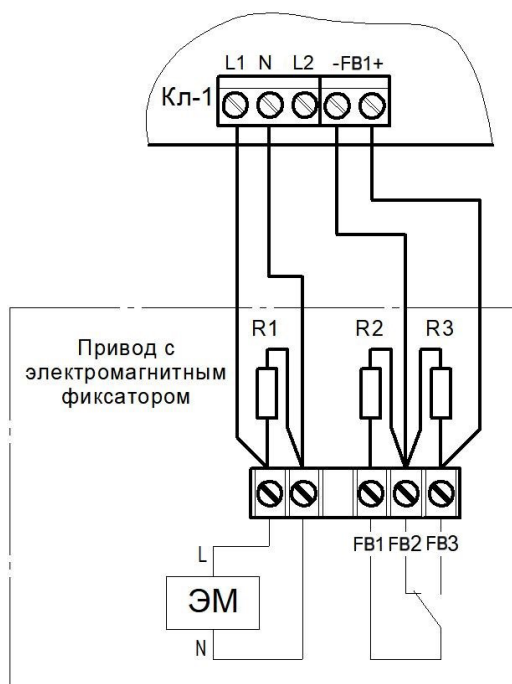 L1 N L2 -FB1+
Кл-1
R1 R2 R3
Привод с
электромагнитным
фиксатором
FB1 FB2 FB3
L
ЭМ
N